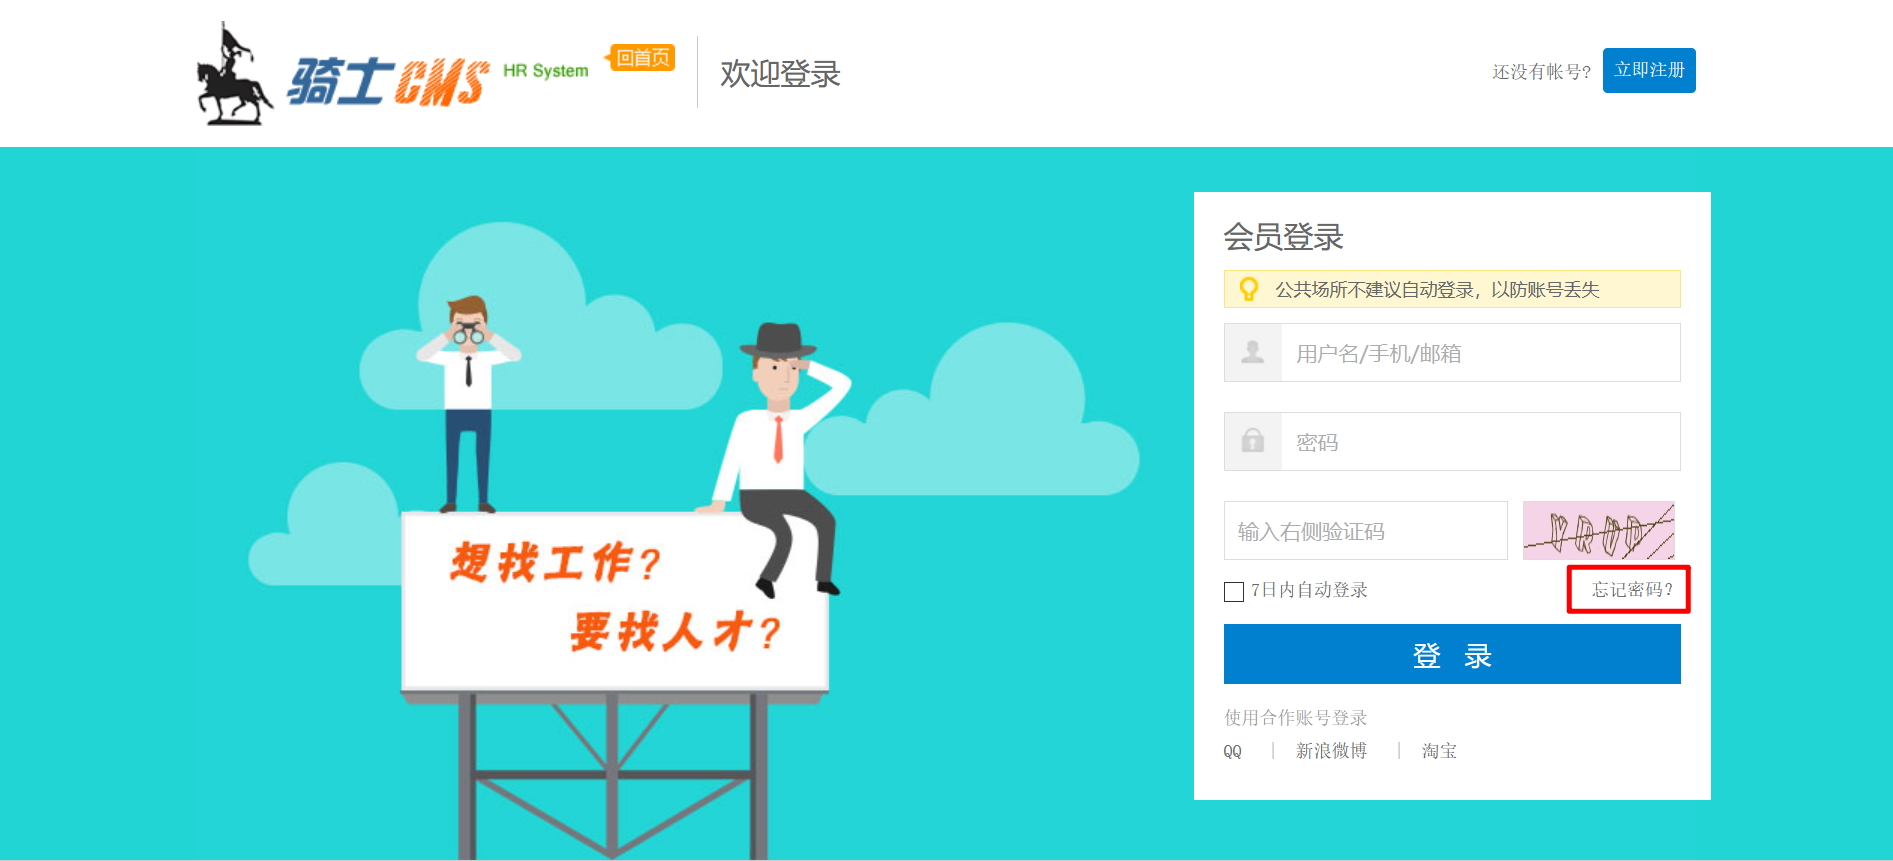 骑士CMS HR System 回首页 欢迎登录 还没有帐号? 立即注册
会员登录
公共场所不建议自动登录，以防账号丢失
用户名/手机/邮箱
密码
输入右侧验证码
7日内自动登录 忘记密码?
登 录
使用合作账号登录
QQ | 新浪微博 | 淘宝
想找工作?
要找人才?